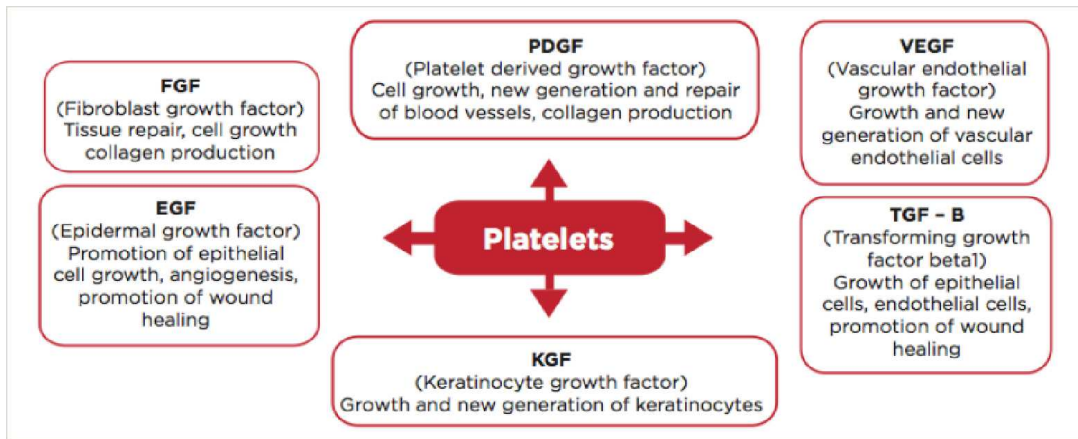 FGF
(Fibroblast growth factor)
Tissue repair, cell growth
collagen production
PDGF
(Platelet derived growth factor)
Cell growth, new generation and repair
of blood vessels, collagen production
VEGF
(Vascular endothelial
growth factor)
Growth and new
generation of vascular
endothelial cells
EGF
(Epidermal growth factor)
Promotion of epithelial
cell growth, angiogenesis,
promotion of wound
healing
Platelets
TGF – B
(Transforming growth
factor beta1)
Growth of epithelial
cells, endothelial cells,
promotion of wound
healing
KGF
(Keratinocyte growth factor)
Growth and new generation of keratinocytes